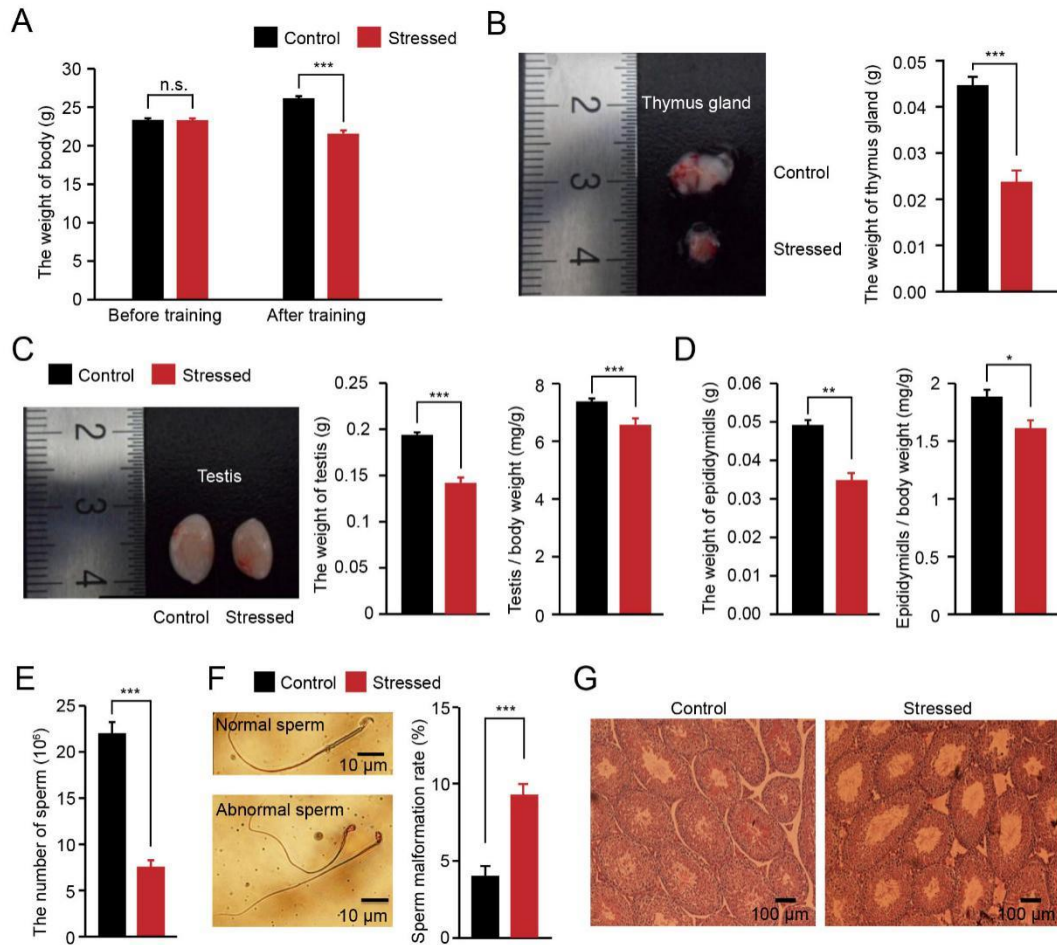 A
Control
Stressed
The weight of body (g)
30
25
20
15
10
5
0
n.s.
***
Before training
After training
B
2
3
4
Thymus gland
Control
Stressed
The weight of thymus gland (g)
0.05
0.04
0.03
0.02
0.01
0.00
***
C
Control
Stressed
2
3
4
Testis
Control
Stressed
The weight of testis (g)
0.2
0.15
0.1
0.05
0
***
Testis / body weight (mg/g)
8
6
4
2
0
***
D
The weight of epididymIls (g)
0.06
0.05
0.04
0.03
0.02
0.01
0.00
**
EpididymIls / body weight (mg/g)
2
1.5
1
0.5
0
*
E
The number of sperm (10⁶)
25
20
15
10
5
0
***
F
Control
Stressed
Normal sperm
10 µm
Abnormal sperm
10 µm
Sperm malformation rate (%)
15
10
5
0
***
G
Control
Stressed
100 µm
100 µm